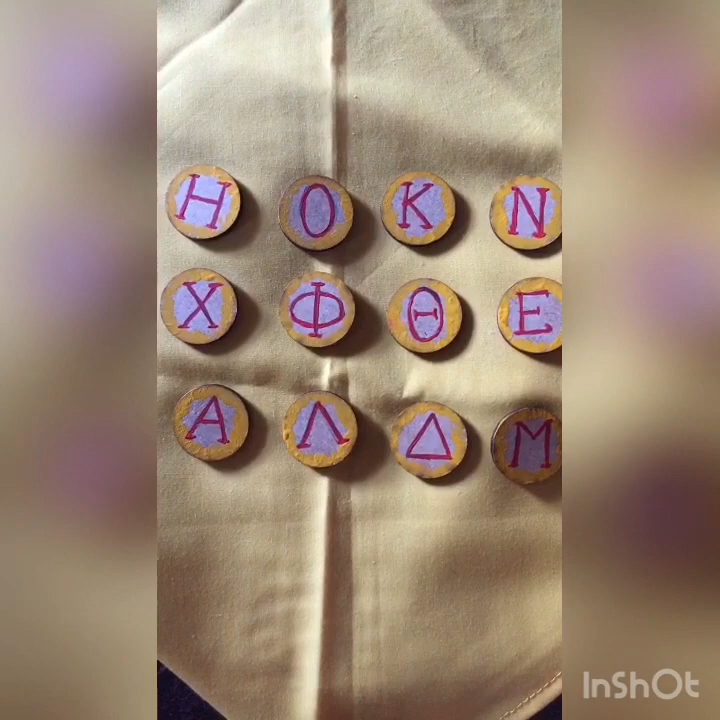 Η Ο Κ Ν
Χ Φ Θ Ε
Α Λ Δ Μ
InShOt